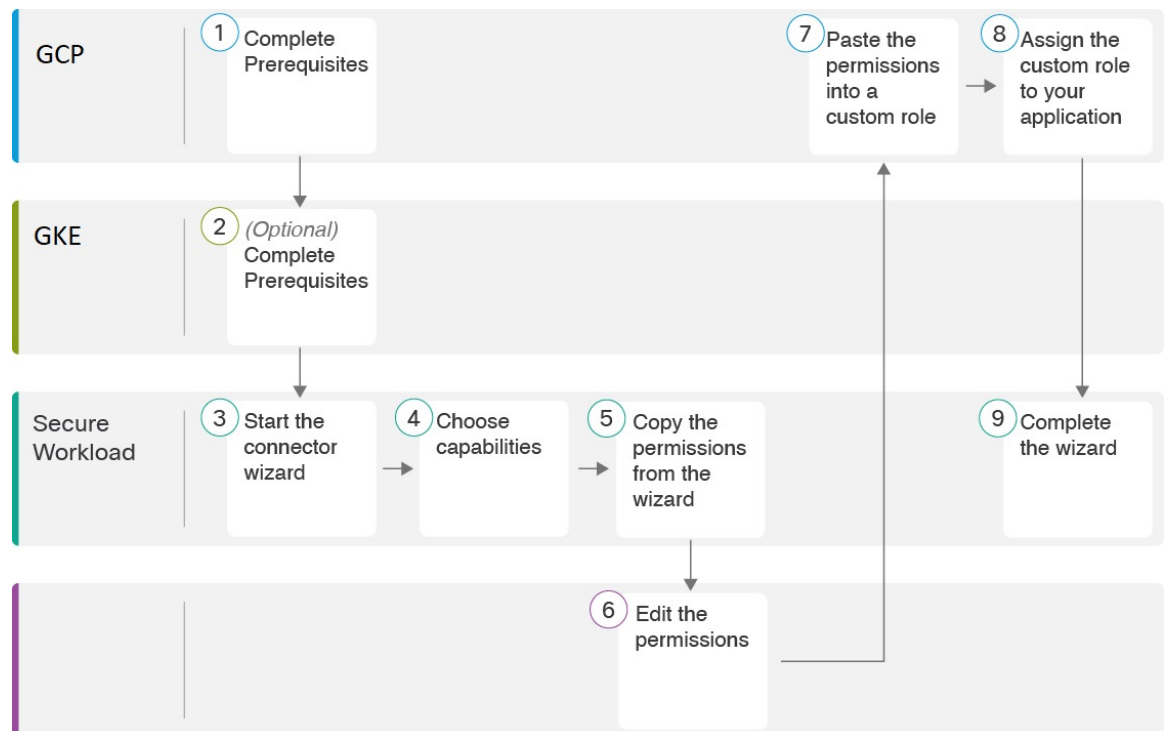 GCP
1
Complete
Prerequisites
7
Paste the
permissions
into a
custom role
8
Assign the
custom role
to your
application
GKE
2
(Optional)
Complete
Prerequisites
Secure
Workload
3
Start the
connector
wizard
4
Choose
capabilities
5
Copy the
permissions
from the
wizard
9
Complete
the wizard
6
Edit the
permissions